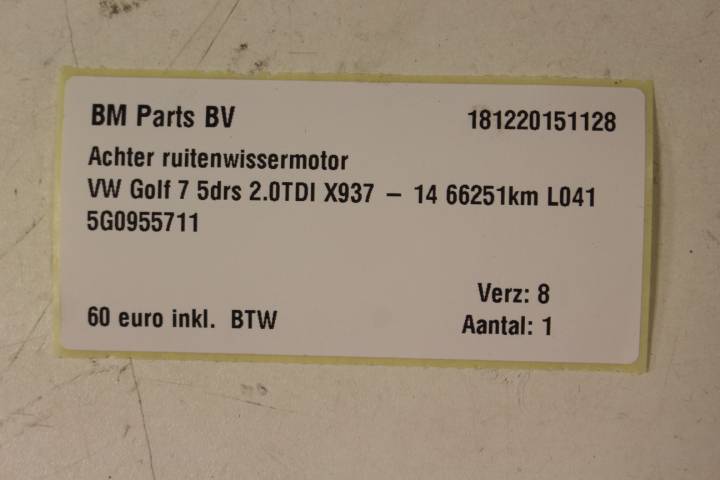 BM Parts BV 181220151128
Achter ruitenwissermotor
VW Golf 7 5drs 2.0TDI X937 – 14 66251km L041
5G0955711
Verz: 8
60 euro inkl. BTW Aantal: 1